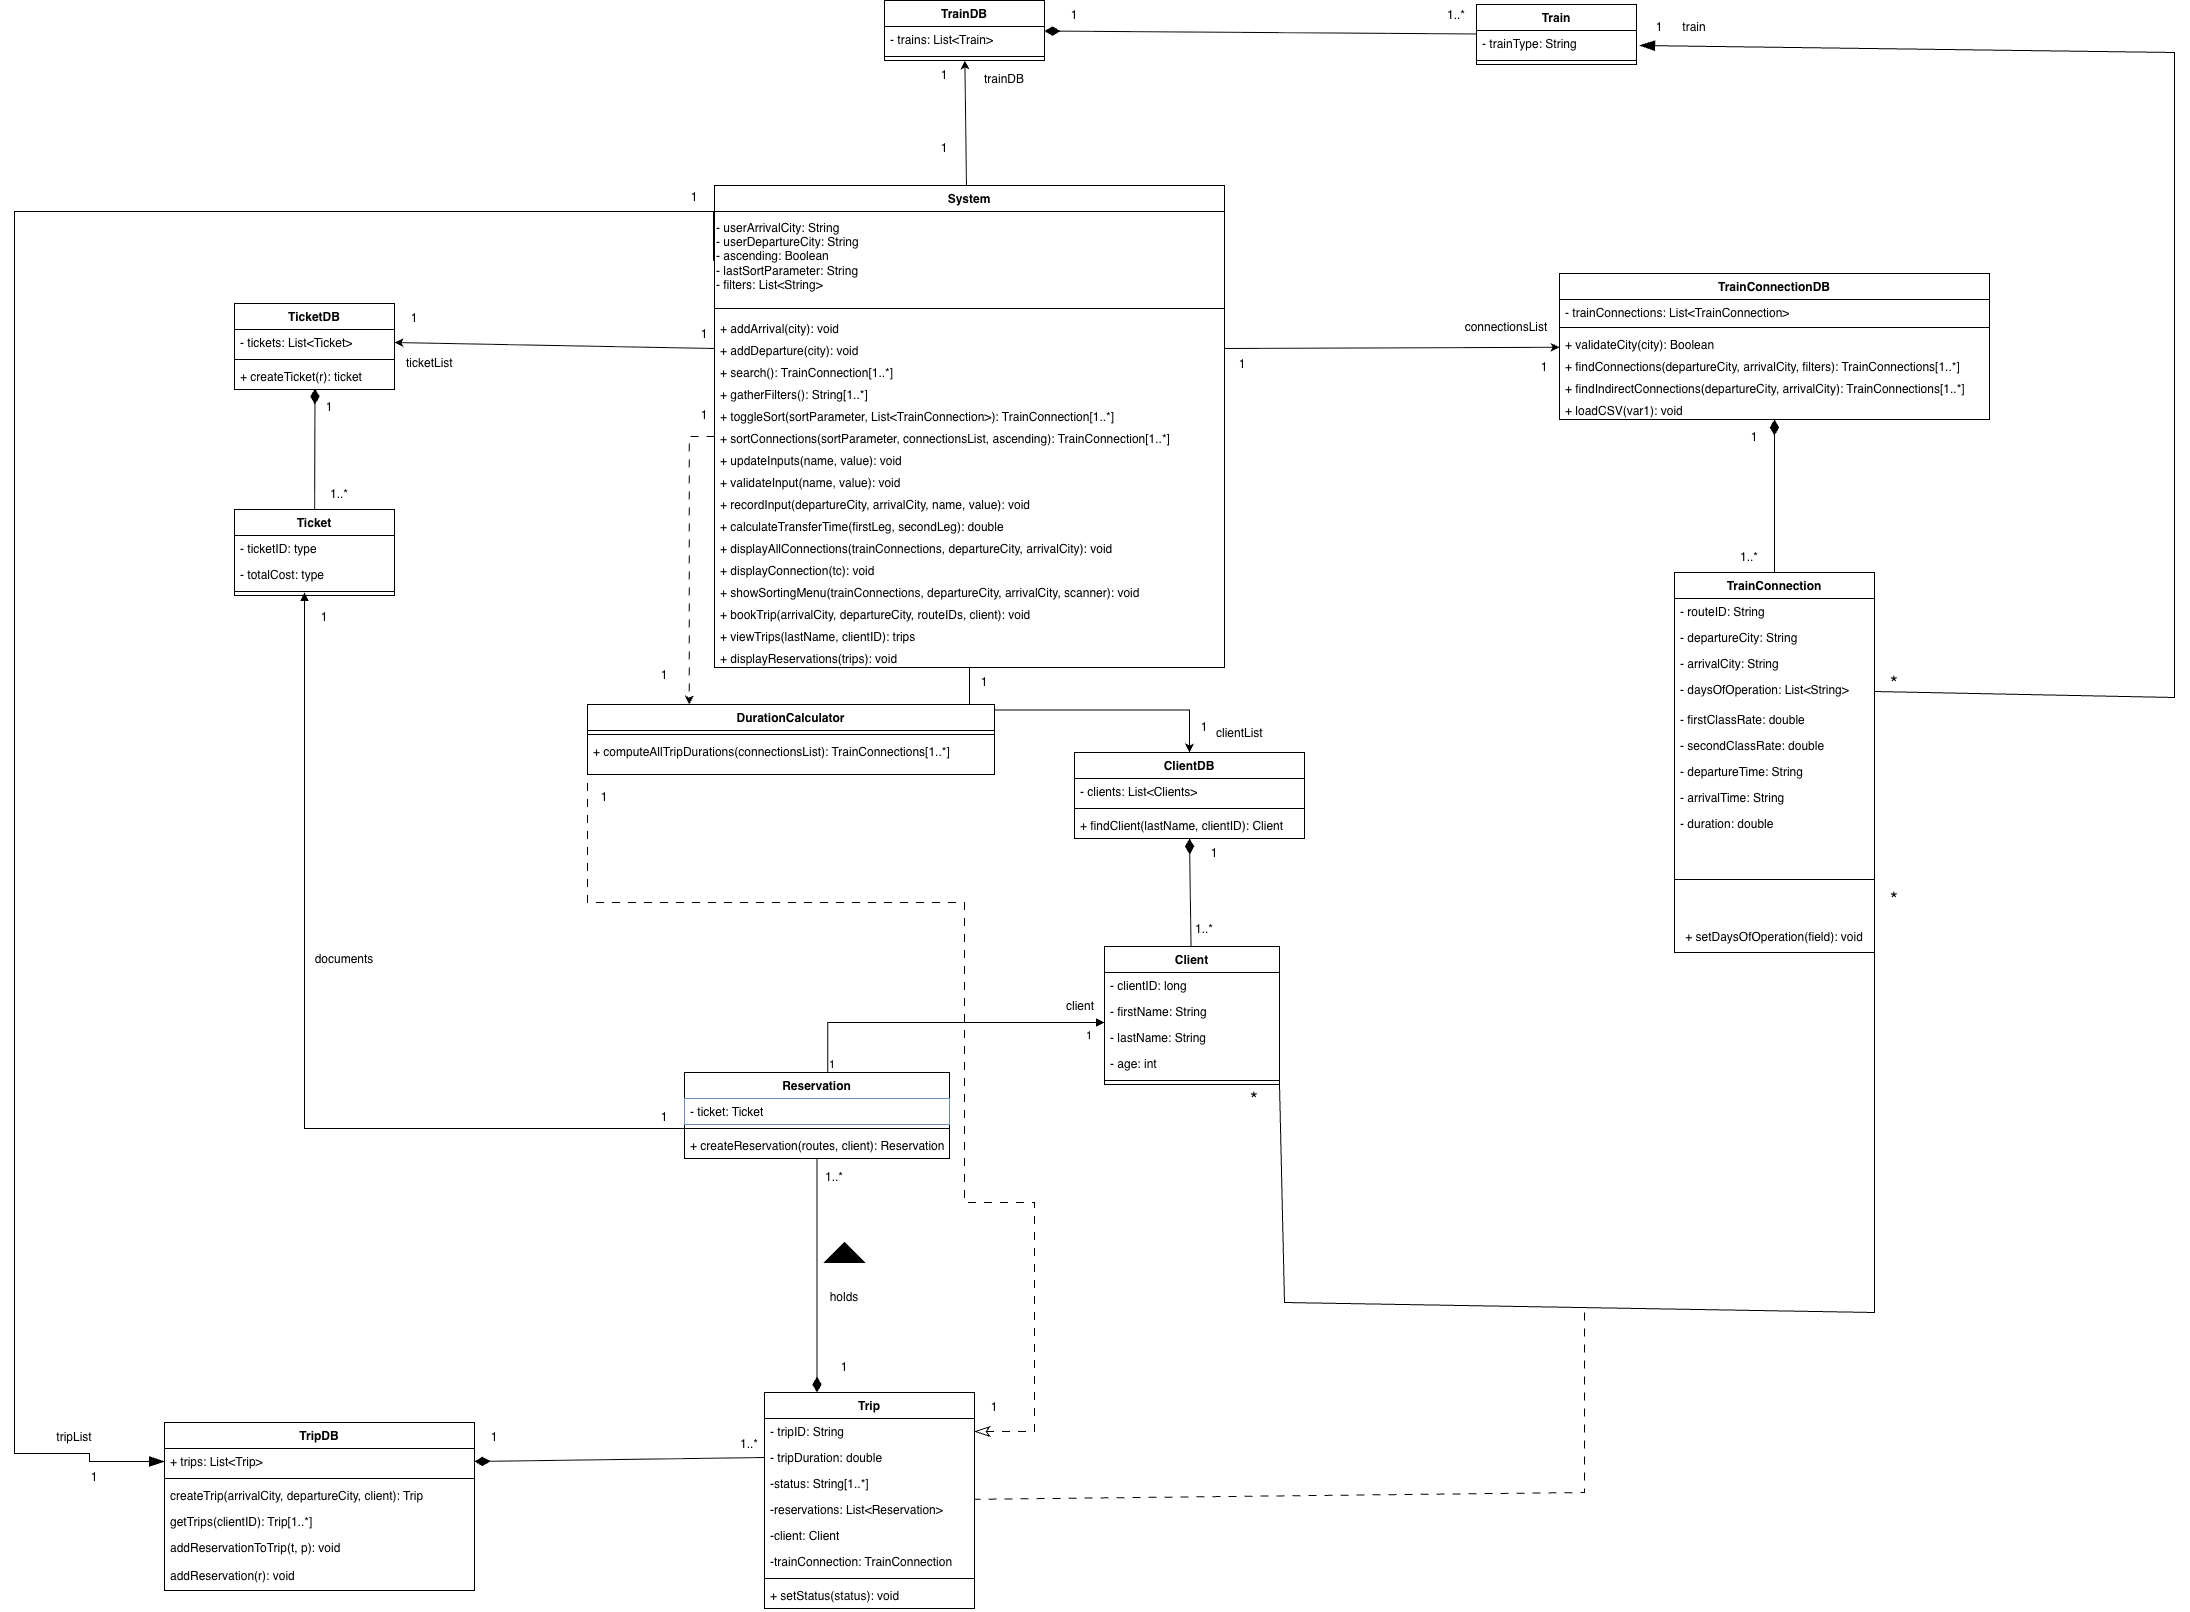 TrainDB
- trains: List<Train>
1
1..*
Train
- trainType: String
1
train
1
trainDB
1
1
System
- userArrivalCity: String
- userDepartureCity: String
- ascending: Boolean
- lastSortParameter: String
- filters: List<String>
+ addArrival(city): void
+ addDeparture(city): void
+ search(): TrainConnection[1..*]
+ gatherFilters(): String[1..*]
+ toggleSort(sortParameter, List<TrainConnection>): TrainConnection[1..*]
+ sortConnections(sortParameter, connectionsList, ascending): TrainConnection[1..*]
+ updateInputs(name, value): void
+ validateInput(name, value): void
+ recordInput(departureCity, arrivalCity, name, value): void
+ calculateTransferTime(firstLeg, secondLeg): double
+ displayAllConnections(trainConnections, departureCity, arrivalCity): void
+ displayConnection(tc): void
+ showSortingMenu(trainConnections, departureCity, arrivalCity, scanner): void
+ bookTrip(arrivalCity, departureCity, routeIDs, client): void
+ viewTrips(lastName, clientID): trips
+ displayReservations(trips): void
TicketDB
- tickets: List<Ticket>
+ createTicket(r): ticket
1
ticketList
1
1
1..*
Ticket
- ticketID: type
- totalCost: type
1
connectionsList
1
1
TrainConnectionDB
- trainConnections: List<TrainConnection>
+ validateCity(city): Boolean
+ findConnections(departureCity, arrivalCity, filters): TrainConnections[1..*]
+ findIndirectConnections(departureCity, arrivalCity): TrainConnections[1..*]
+ loadCSV(var1): void
1
1..*
TrainConnection
- routeID: String
- departureCity: String
- arrivalCity: String
- daysOfOperation: List<String>
- firstClassRate: double
- secondClassRate: double
- departureTime: String
- arrivalTime: String
- duration: double
+ setDaysOfOperation(field): void
*
*
1
1
1
DurationCalculator
+ computeAllTripDurations(connectionsList): TrainConnections[1..*]
1
1
clientList
ClientDB
- clients: List<Clients>
+ findClient(lastName, clientID): Client
1
1..*
Client
- clientID: long
- firstName: String
- lastName: String
- age: int
*
documents
client
1
1
Reservation
- ticket: Ticket
+ createReservation(routes, client): Reservation
1
1..*
holds
1
Trip
- tripID: String
- tripDuration: double
-status: String[1..*]
-reservations: List<Reservation>
-client: Client
-trainConnection: TrainConnection
+ setStatus(status): void
1
tripList
1
TripDB
+ trips: List<Trip>
createTrip(arrivalCity, departureCity, client): Trip
getTrips(clientID): Trip[1..*]
addReservationToTrip(t, p): void
addReservation(r): void
1
1..*